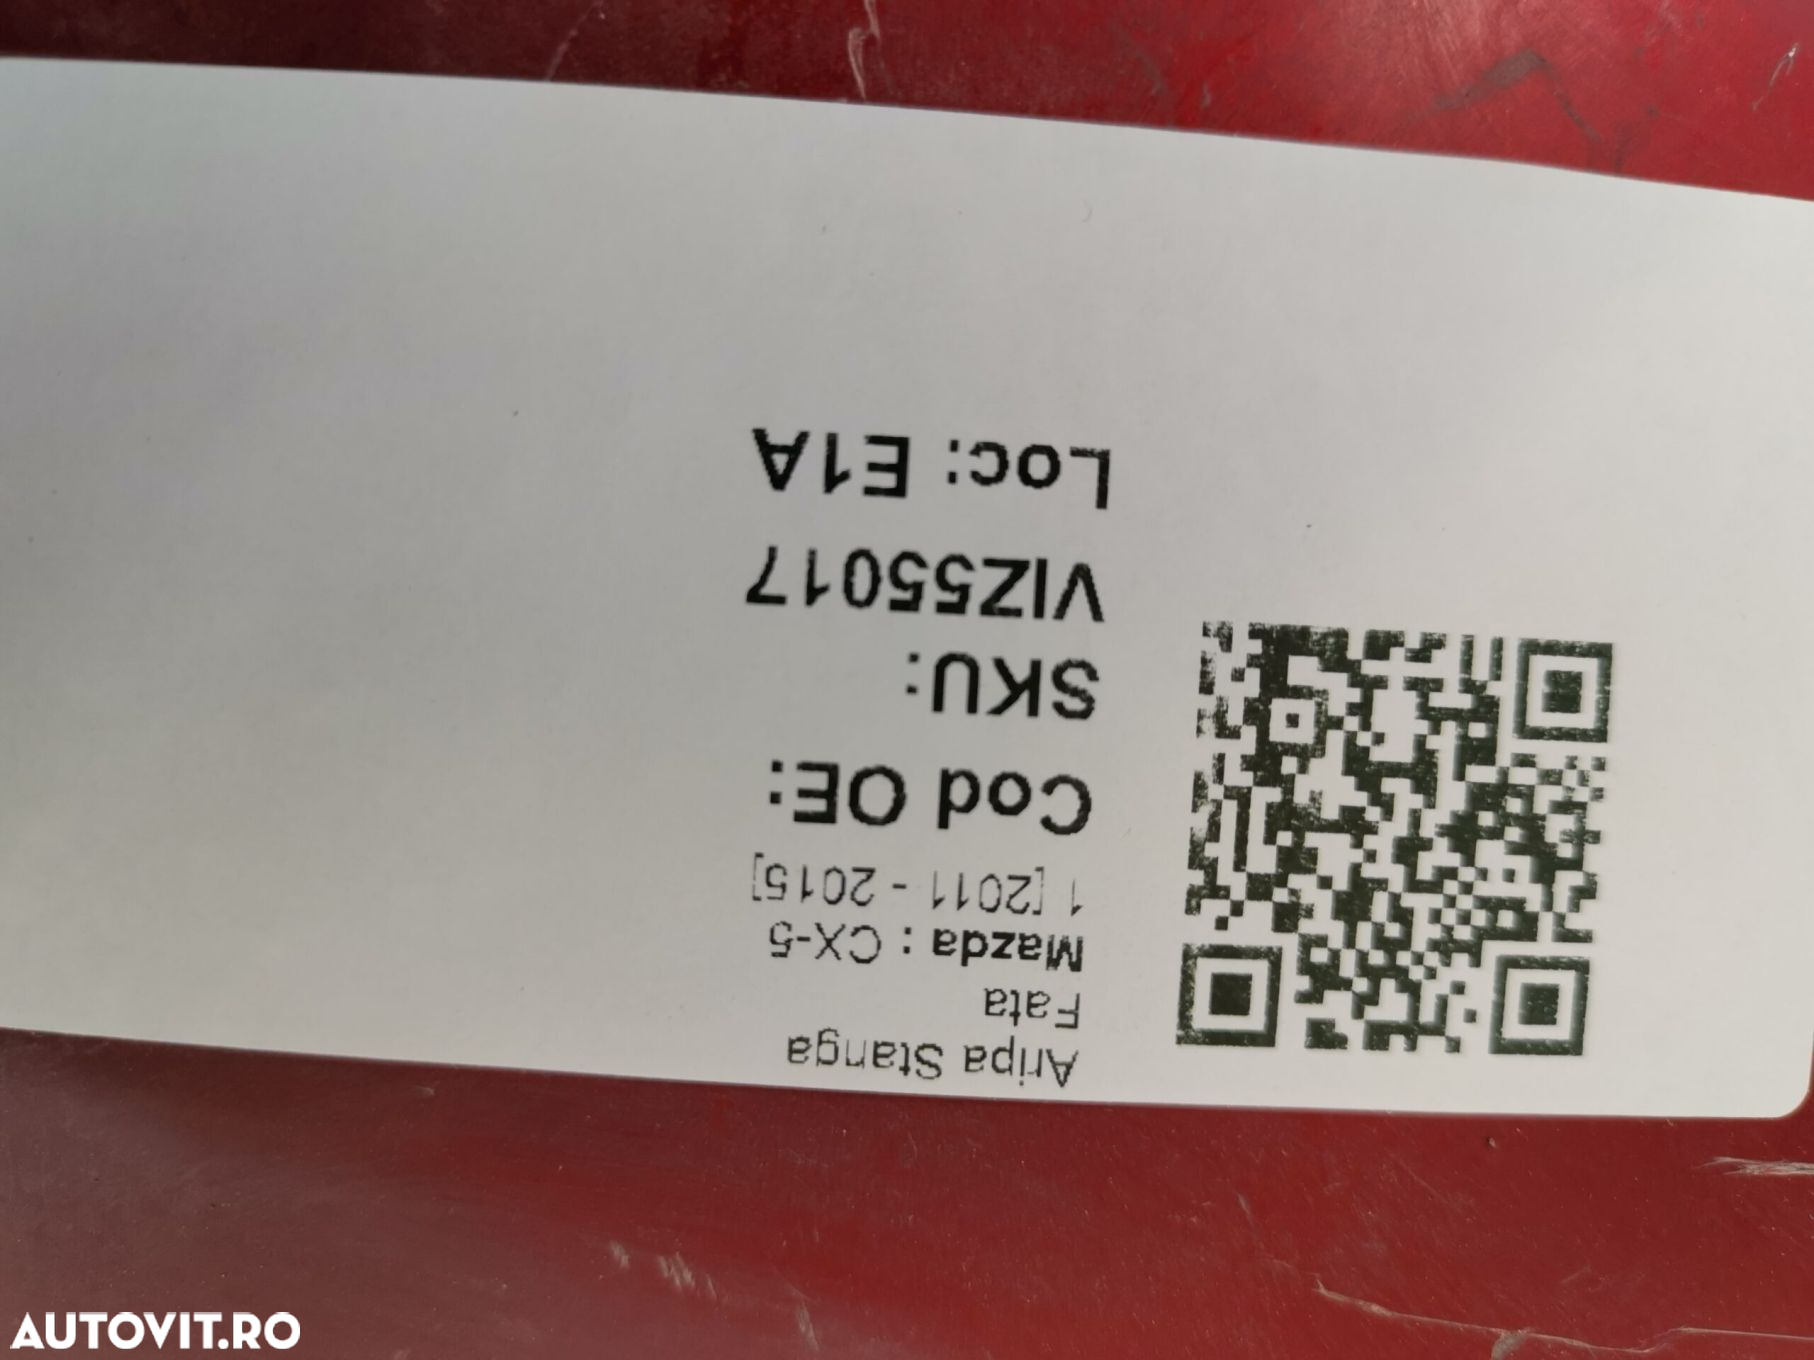 Aripa Stanga
Fata
Mazda : CX-5
1 [2011 - 2015]
Cod OE:
SKU:
VIZ55017
Loc: E1A
AUTOVIT.RO